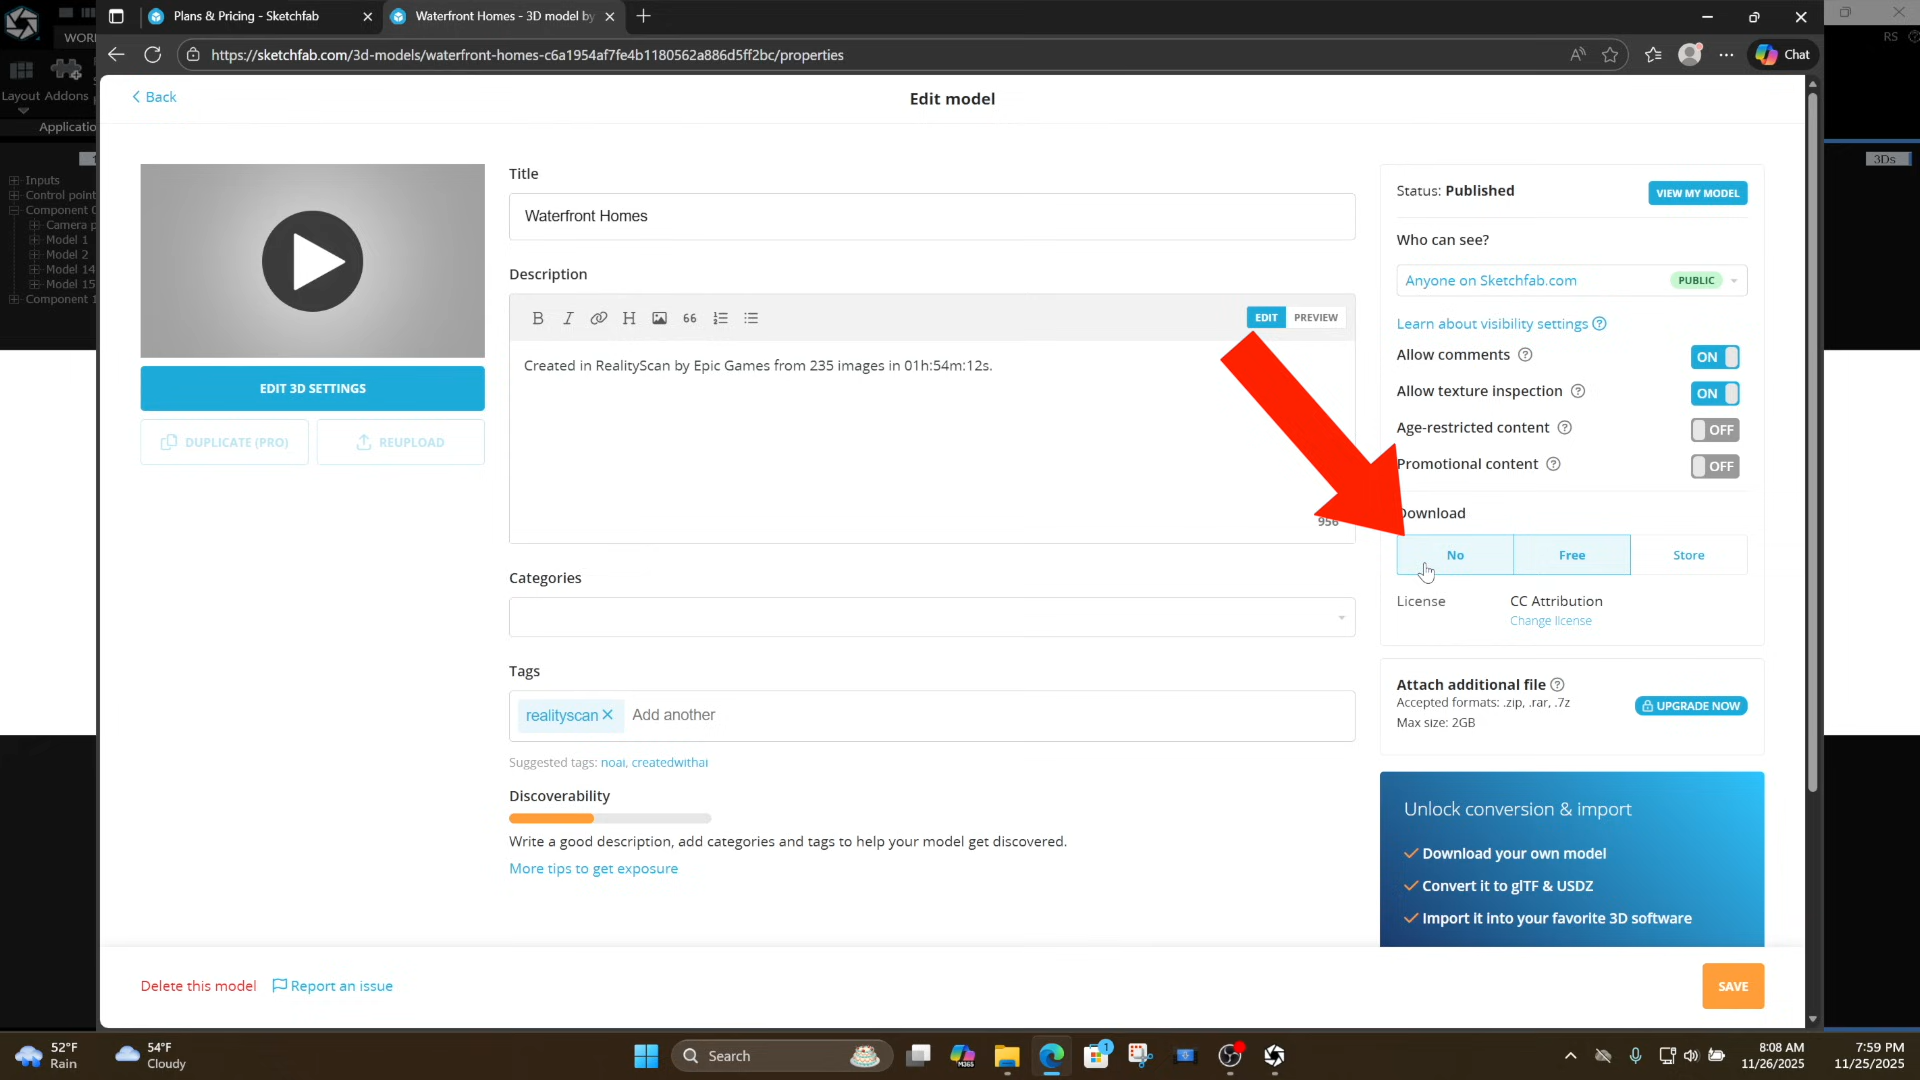 Plans & Pricing - Sketchfab
Waterfront Homes - 3D model by
https://sketchfab.com/3d-models/waterfront-homes-c6a1954af7fe4b1180562a886d5ff2bc/properties
Chat
RS
Layout Addons
Applicatio
Inputs
Control point
Component 0
Camera p
Model 1
Model 2
Model 14
Model 15
Component 1
3Ds
Back
Edit model
EDIT 3D SETTINGS
DUPLICATE (PRO)
REUPLOAD
Title
Waterfront Homes
Description
EDIT
PREVIEW
Created in RealityScan by Epic Games from 235 images in 01h:54m:12s.
956
Categories
Tags
realityscan
Add another
Suggested tags: noai, createdwithai
Discoverability
Write a good description, add categories and tags to help your model get discovered.
More tips to get exposure
Status: Published
VIEW MY MODEL
Who can see?
Anyone on Sketchfab.com
PUBLIC
Learn about visibility settings
Allow comments
ON
Allow texture inspection
ON
Age-restricted content
OFF
Promotional content
OFF
Download
No
Free
Store
License
CC Attribution
Change license
Attach additional file
Accepted formats: .zip, .rar, .7z
Max size: 2GB
UPGRADE NOW
Unlock conversion & import
Download your own model
Convert it to glTF & USDZ
Import it into your favorite 3D software
Delete this model
Report an issue
SAVE
52°F
Rain
54°F
Cloudy
Search
M365
1
8:08 AM
11/26/2025
7:59 PM
11/25/2025